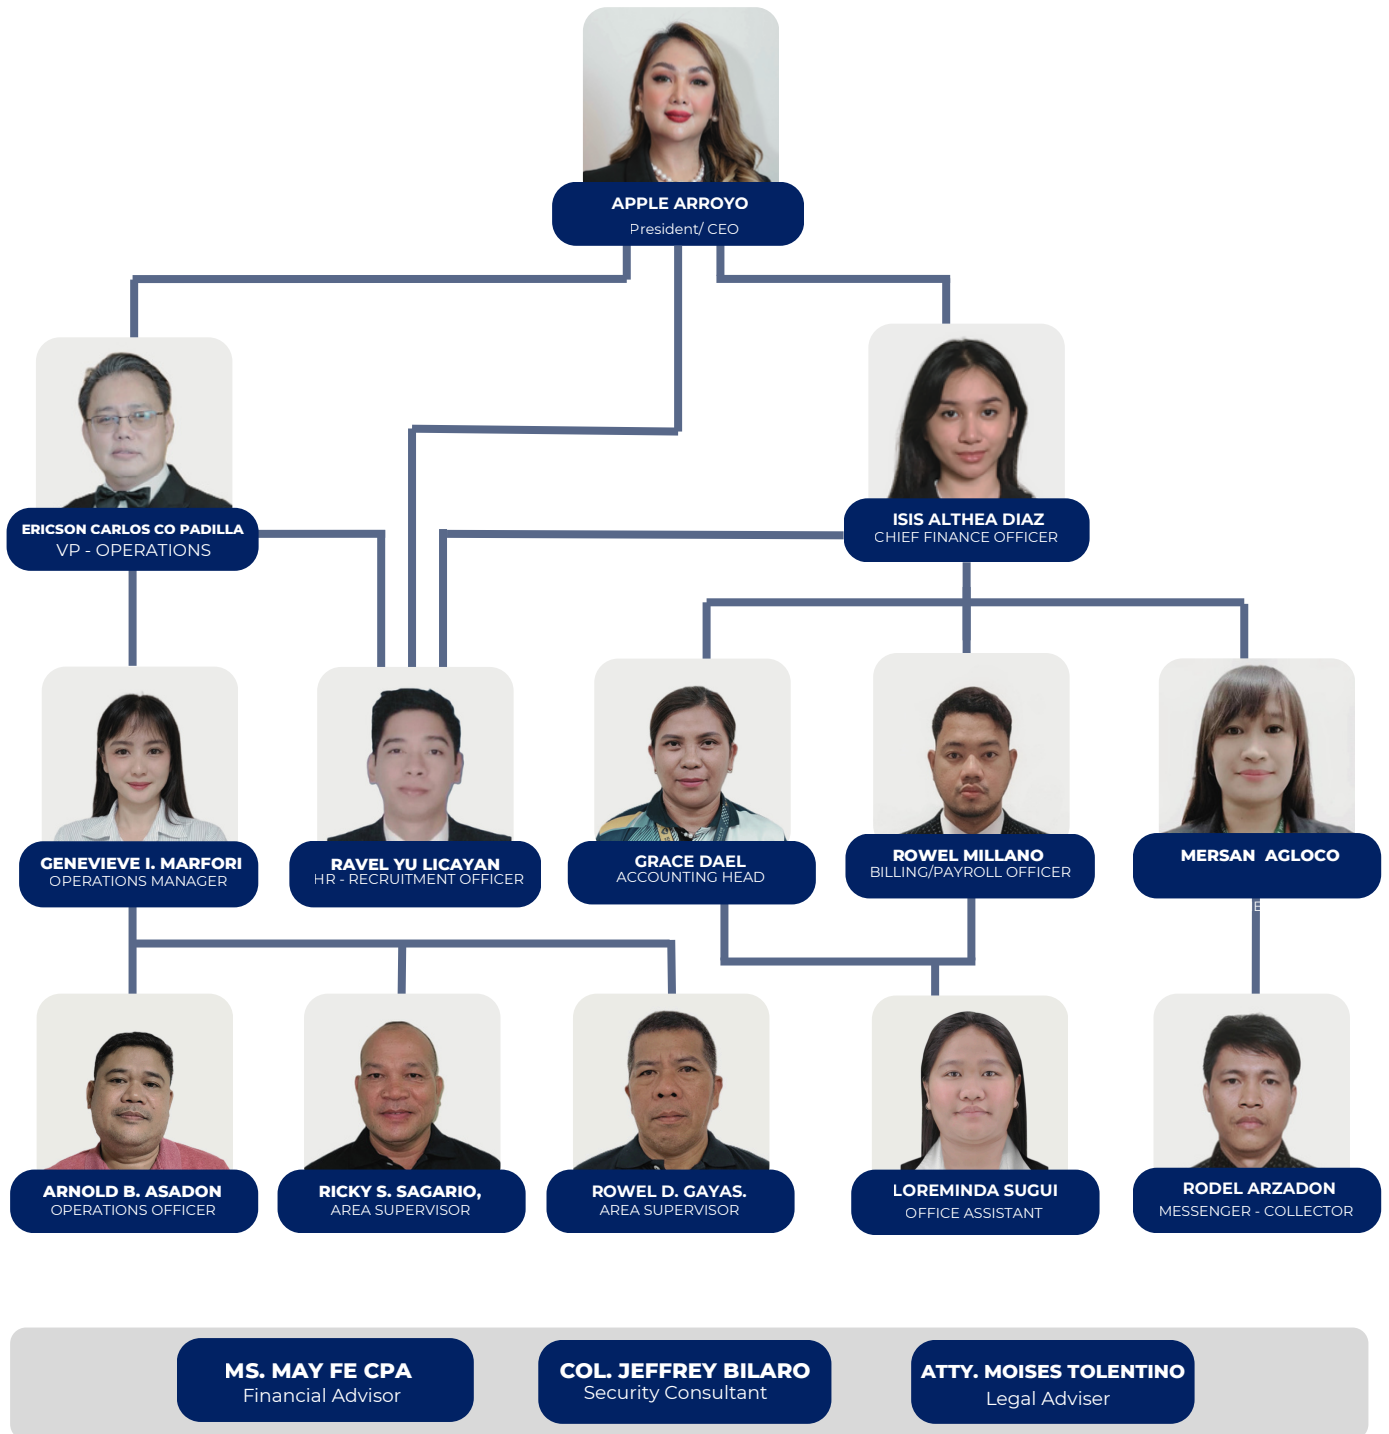 APPLE ARROYO
President/ CEO
ERICSON CARLOS CO PADILLA
VP - OPERATIONS
ISIS ALTHEA DIAZ
CHIEF FINANCE OFFICER
GENEVIEVE I. MARFORI
OPERATIONS MANAGER
RAVEL YU LICAYAN
HR - RECRUITMENT OFFICER
GRACE DAEL
ACCOUNTING HEAD
ROWEL MILLANO
BILLING/PAYROLL OFFICER
MERSAN AGLOCO
ARNOLD B. ASADON
OPERATIONS OFFICER
RICKY S. SAGARIO,
AREA SUPERVISOR
ROWEL D. GAYAS.
AREA SUPERVISOR
LOREMINDA SUGUI
OFFICE ASSISTANT
RODEL ARZADON
MESSENGER - COLLECTOR
MS. MAY FE CPA
Financial Advisor
COL. JEFFREY BILARO
Security Consultant
ATTY. MOISES TOLENTINO
Legal Adviser